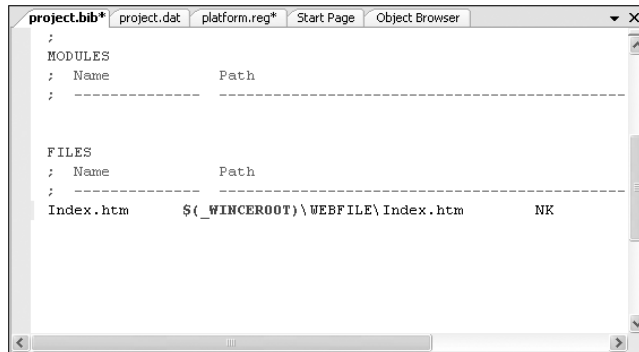 project.bib* project.dat platform.reg* Start Page Object Browser
;
MODULES
; Name Path
; -------------- ------------------------------------------
FILES
; Name Path
; -------------- ------------------------------------------
Index.htm $(_WINCEROOT)\WEBFILE\Index.htm NK